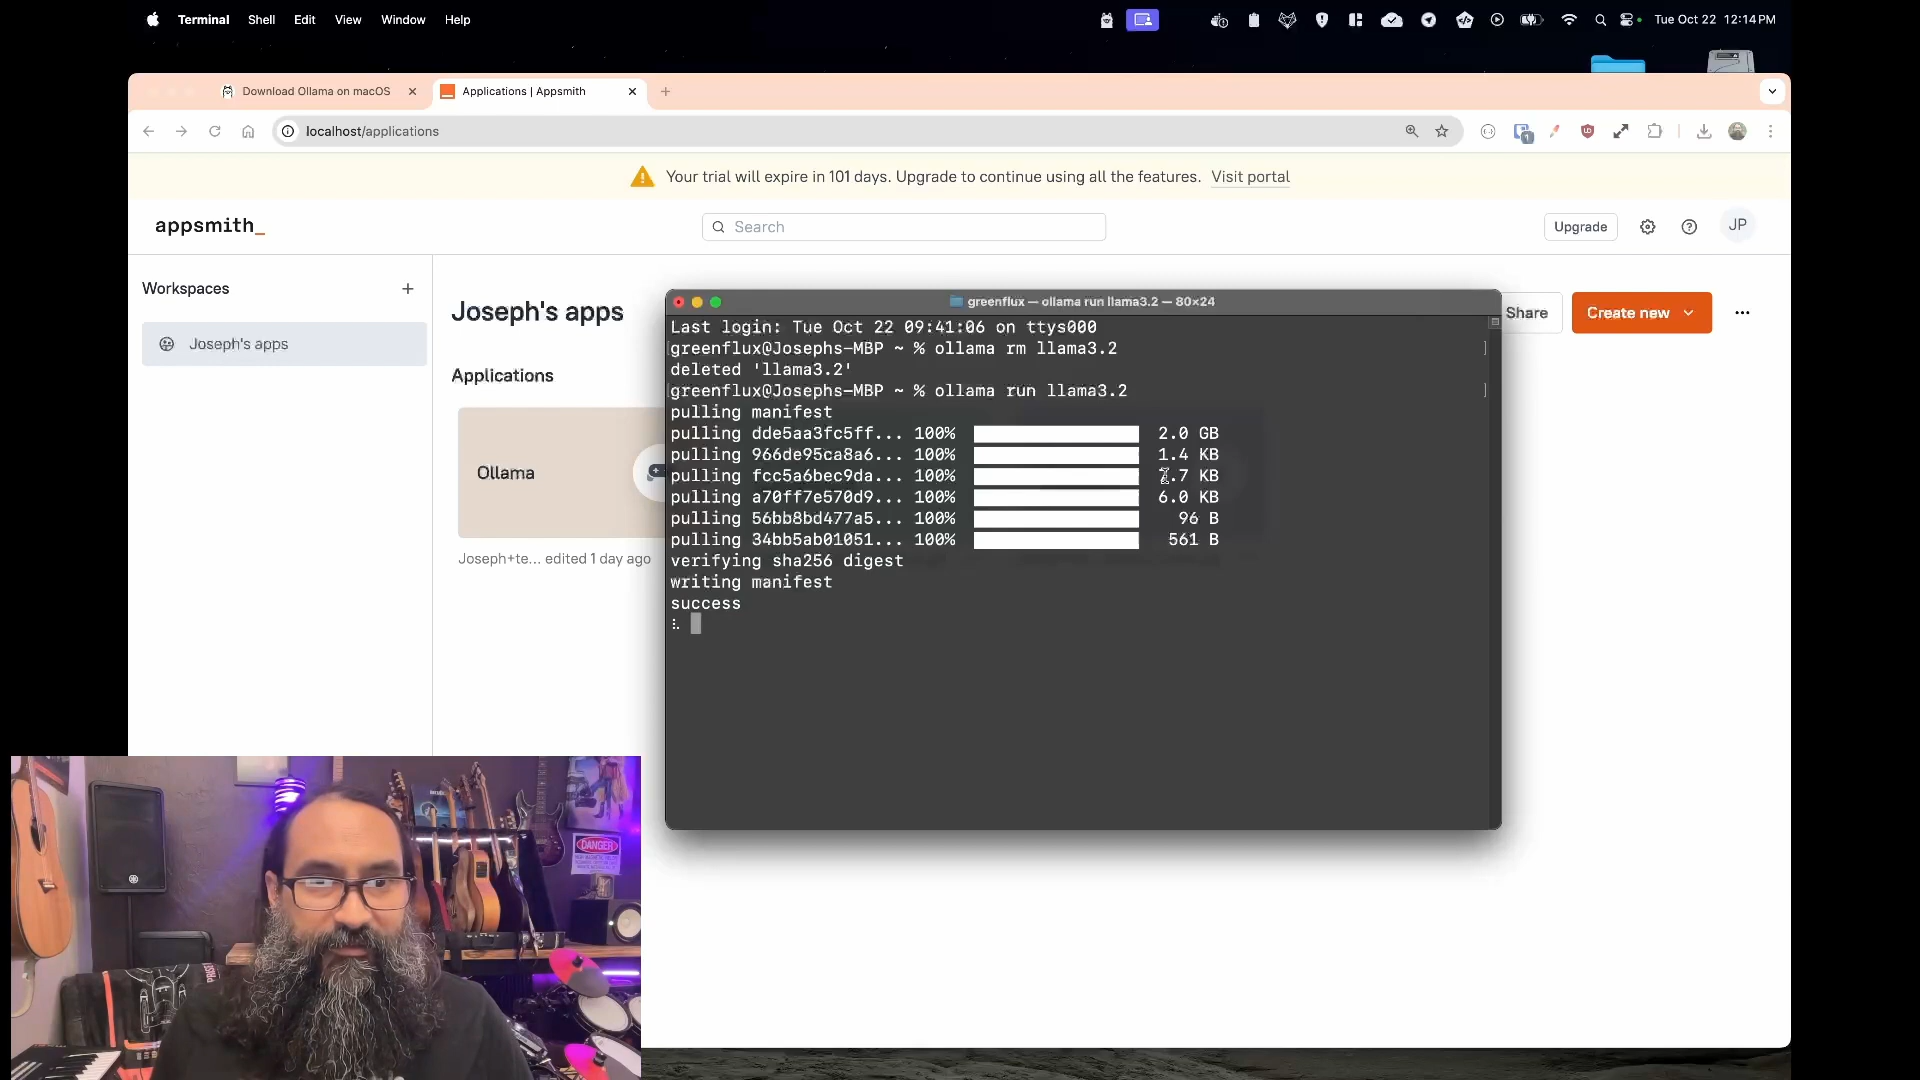 Terminal Shell Edit View Window Help
Tue Oct 22 12:14 PM
Download Ollama on macOS
Applications | Appsmith
localhost/applications
1
Your trial will expire in 101 days. Upgrade to continue using all the features. Visit portal
appsmith_
Search
Upgrade
JP
Workspaces
Joseph's apps
Joseph's apps
Share
Create new
Applications
Ollama
Joseph+te... edited 1 day ago
greenflux — ollama run llama3.2 — 80×24
Last login: Tue Oct 22 09:41:06 on ttys000
[greenflux@Josephs-MBP ~ % ollama rm llama3.2 ]
deleted 'llama3.2'
[greenflux@Josephs-MBP ~ % ollama run llama3.2 ]
pulling manifest
pulling dde5aa3fc5ff... 100% 2.0 GB
pulling 966de95ca8a6... 100% 1.4 KB
pulling fcc5a6bec9da... 100% .7 KB
pulling a70ff7e570d9... 100% 6.0 KB
pulling 56bb8bd477a5... 100% 96 B
pulling 34bb5ab01051... 100% 561 B
verifying sha256 digest
writing manifest
success
DANGER